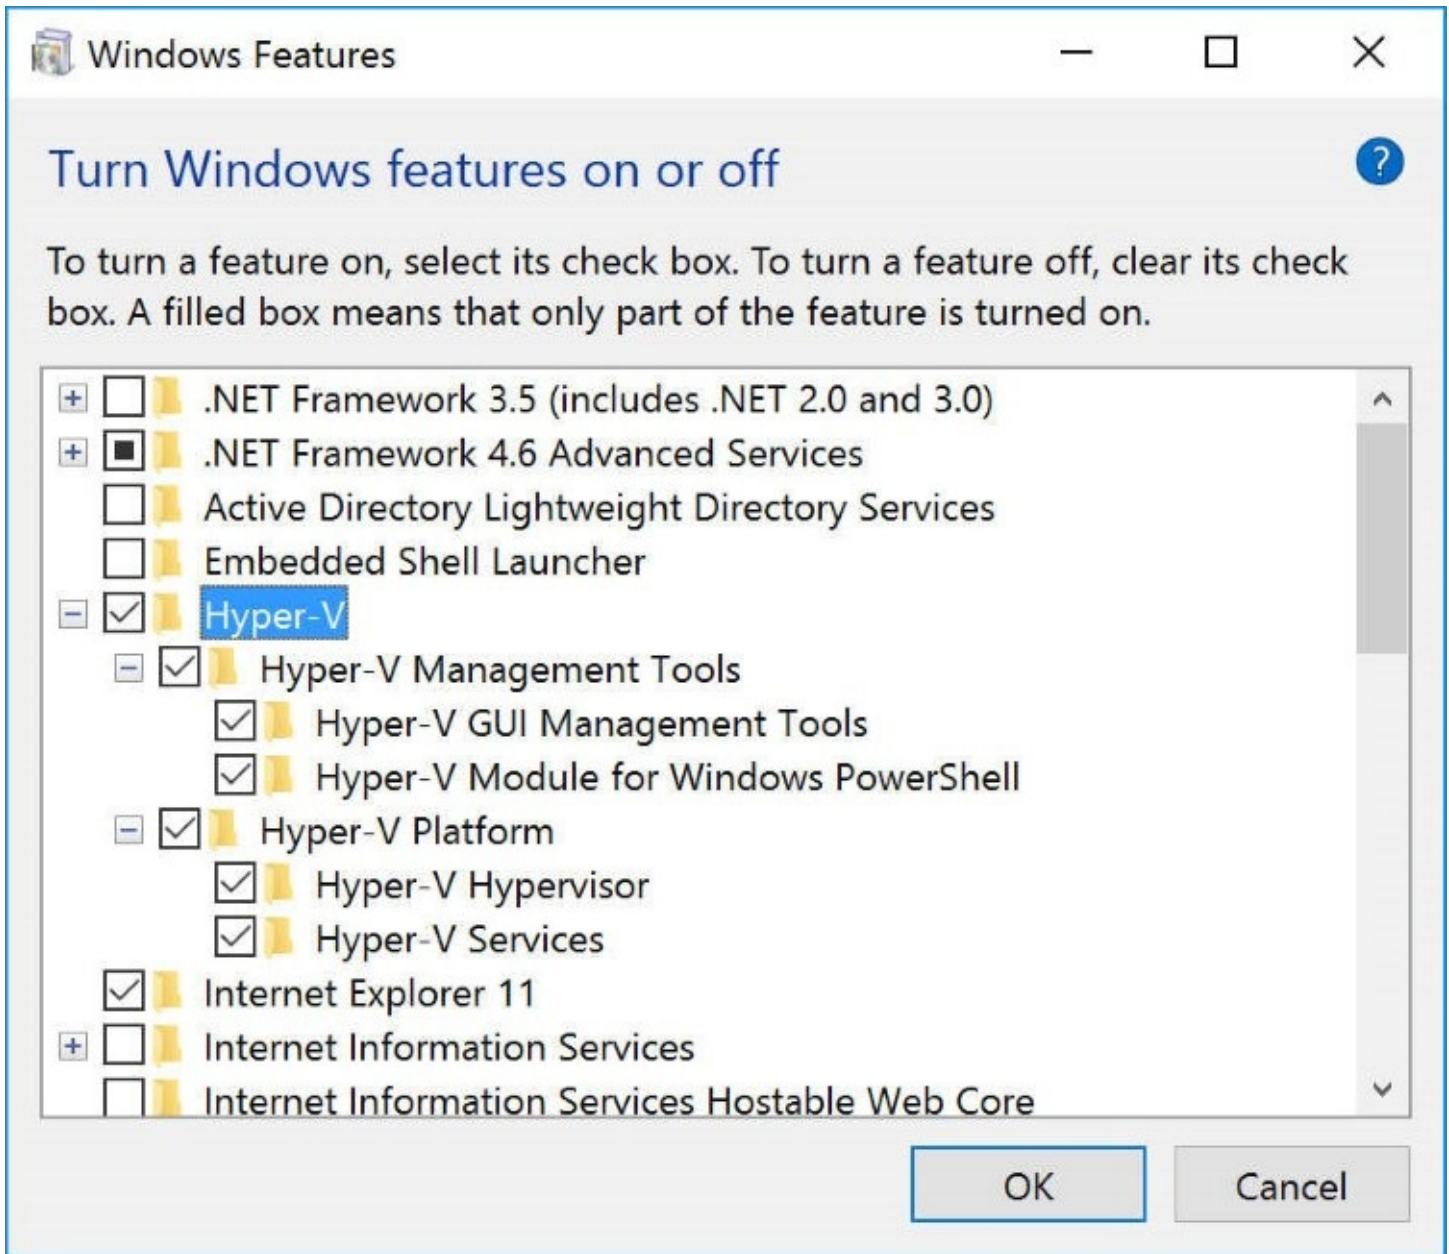 Windows Features
Turn Windows features on or off
?
To turn a feature on, select its check box. To turn a feature off, clear its check
box. A filled box means that only part of the feature is turned on.
.NET Framework 3.5 (includes .NET 2.0 and 3.0)
.NET Framework 4.6 Advanced Services
Active Directory Lightweight Directory Services
Embedded Shell Launcher
Hyper-V
Hyper-V Management Tools
Hyper-V GUI Management Tools
Hyper-V Module for Windows PowerShell
Hyper-V Platform
Hyper-V Hypervisor
Hyper-V Services
Internet Explorer 11
Internet Information Services
Internet Information Services Hostable Web Core
OK Cancel